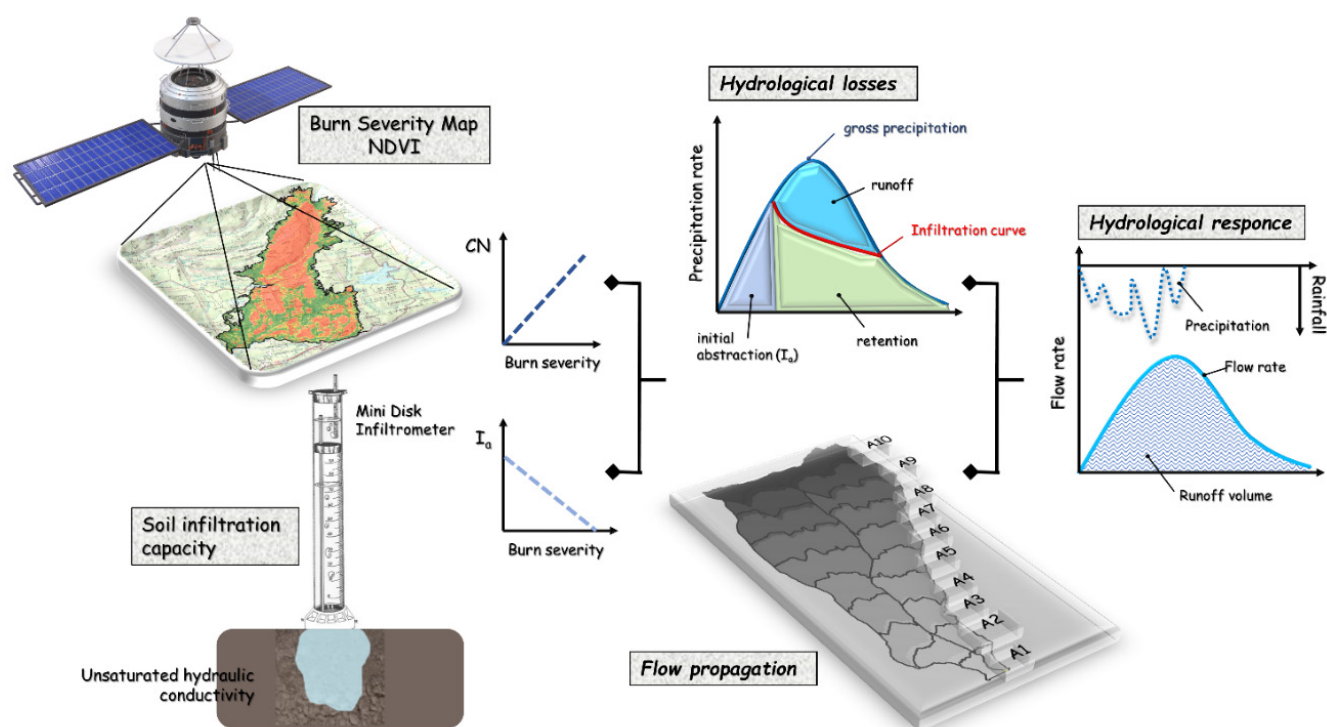 Burn Severity Map
NDVI
Mini Disk
Infiltrometer
Soil infiltration
capacity
Unsaturated hydraulic
conductivity
CN
Burn severity
Iₐ
Burn severity
Hydrological losses
Precipitation rate
gross precipitation
runoff
Infiltration curve
initial
abstraction (Iₐ)
retention
Flow propagation
A10
A9
A8
A7
A6
A5
A4
A3
A2
A1
Hydrological responce
Rainfall
Precipitation
Flow rate
Flow rate
Runoff volume